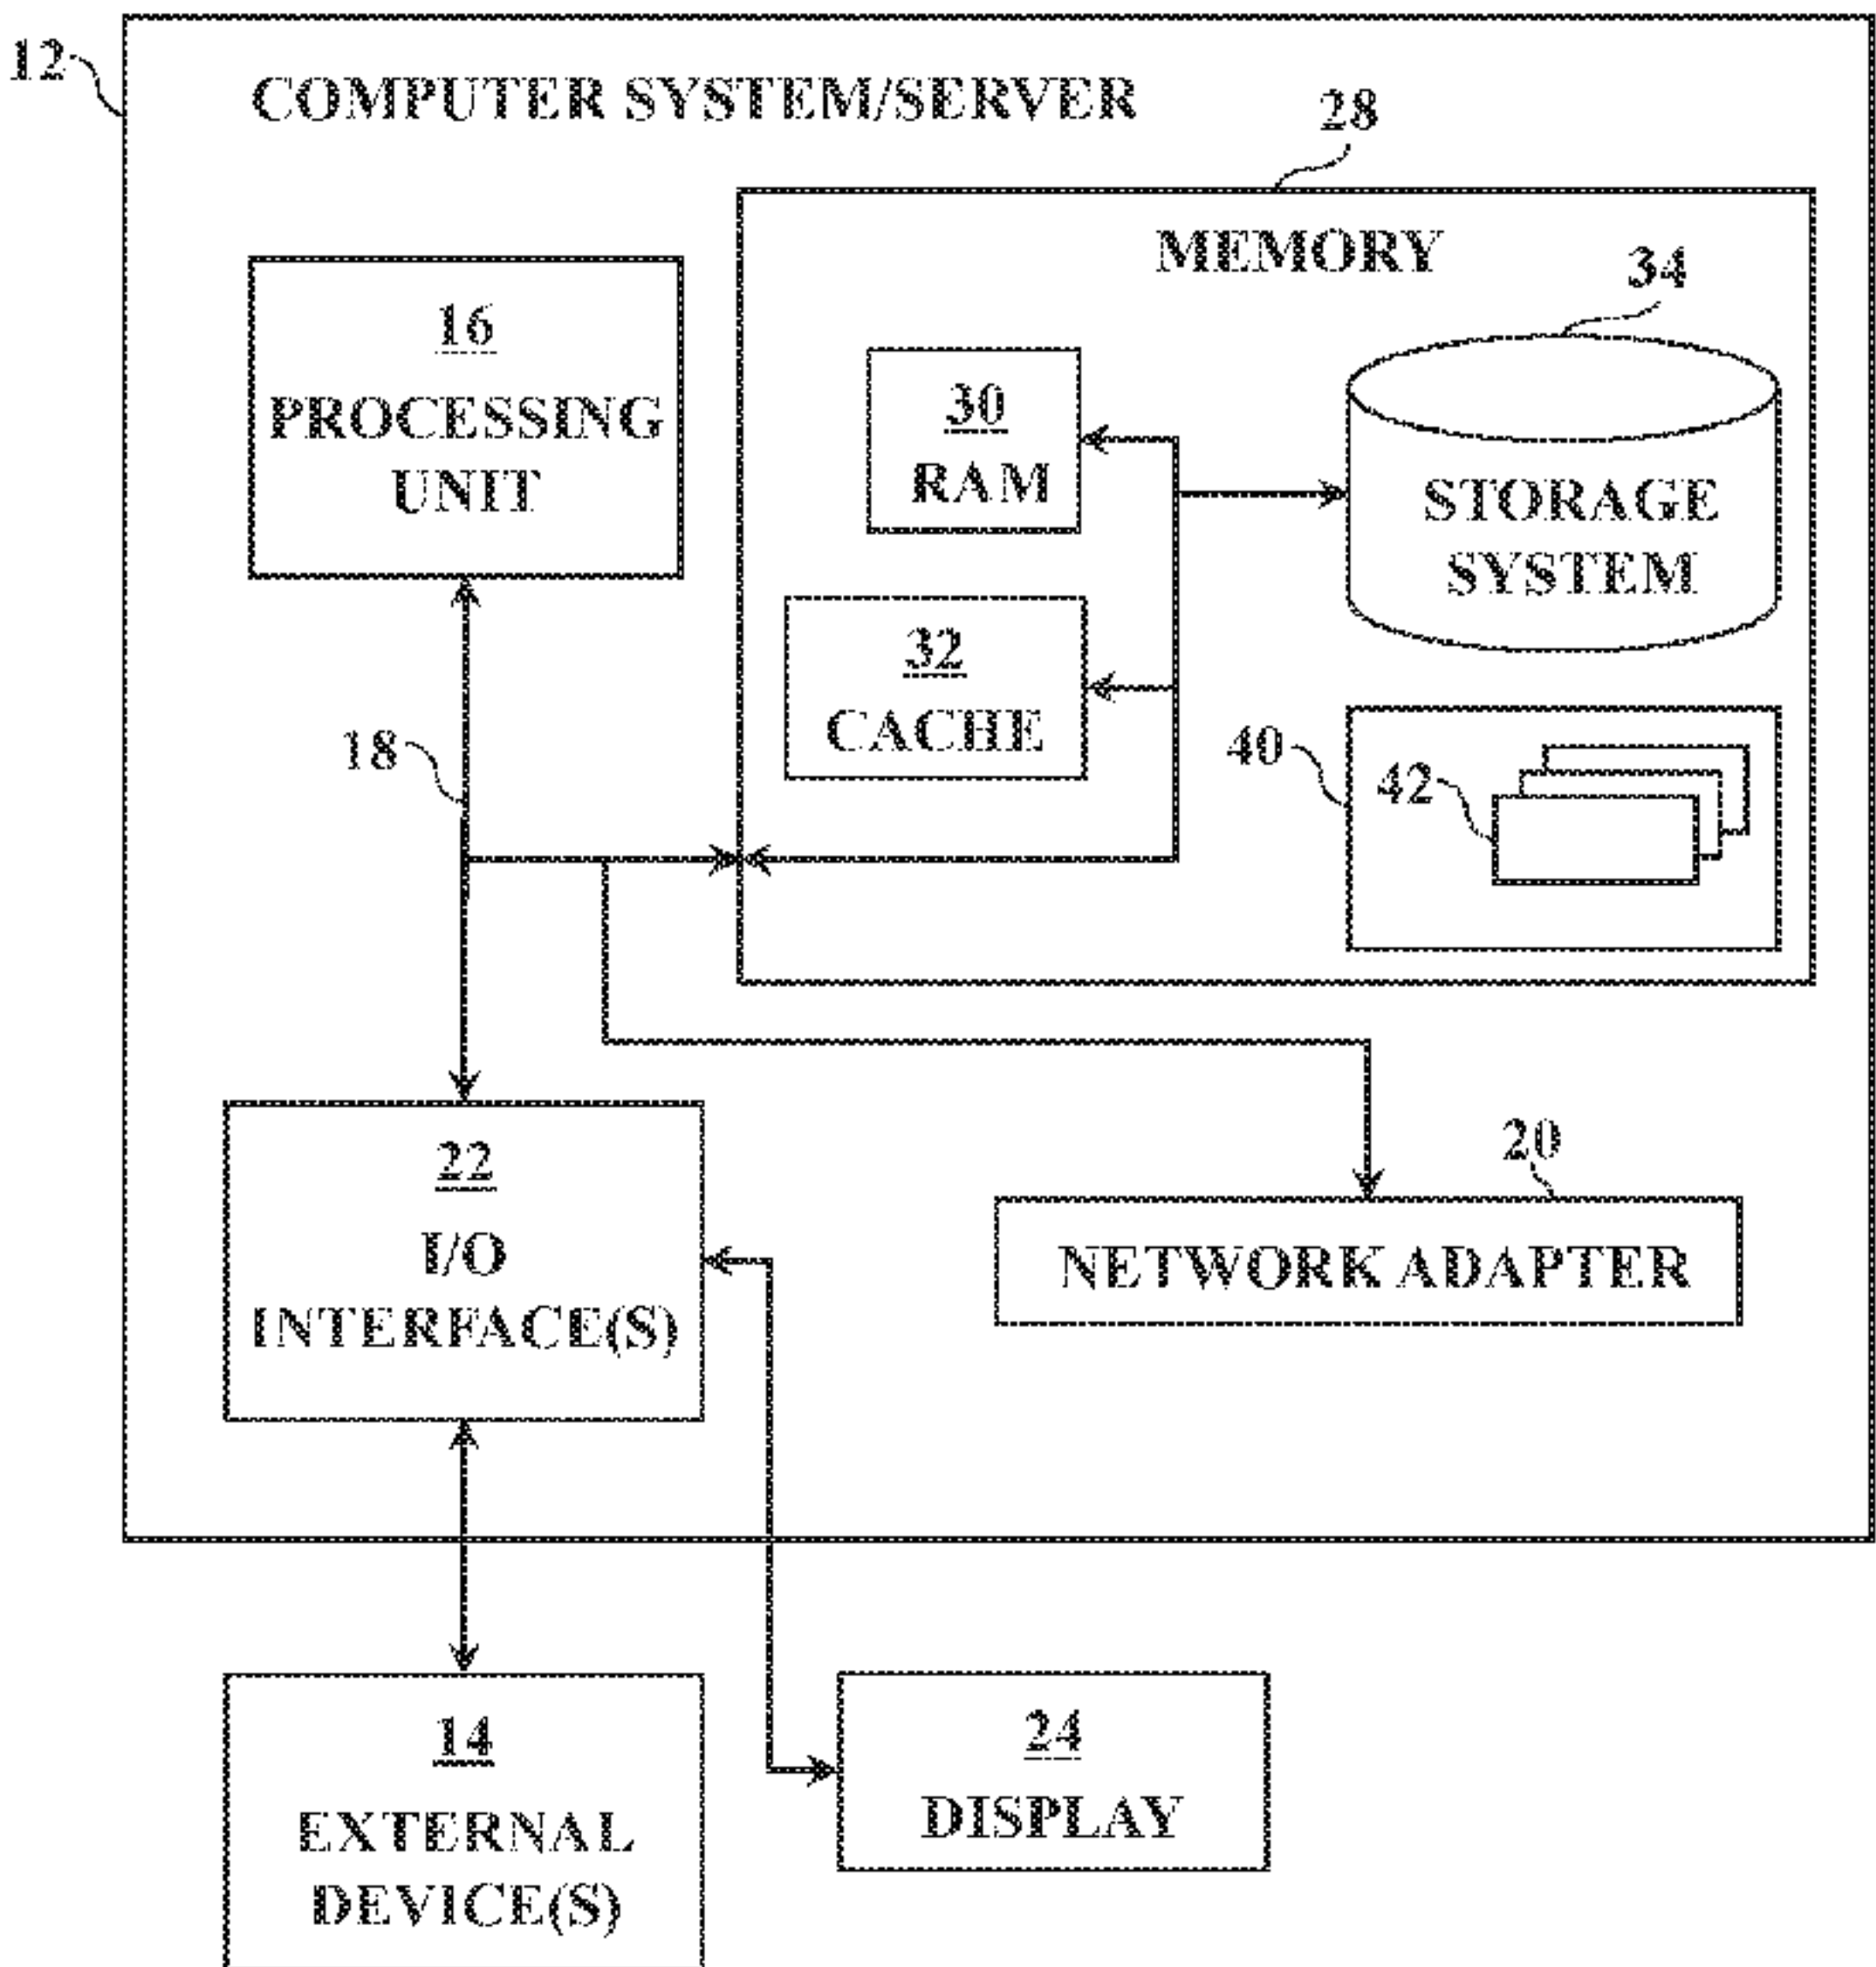 12
COMPUTER SYSTEM/SERVER
28
MEMORY
34
16
PROCESSING
UNIT
30
RAM
STORAGE
SYSTEM
32
CACHE
18
40
42
22
I/O
INTERFACE(S)
20
NETWORK ADAPTER
14
EXTERNAL
DEVICE(S)
24
DISPLAY